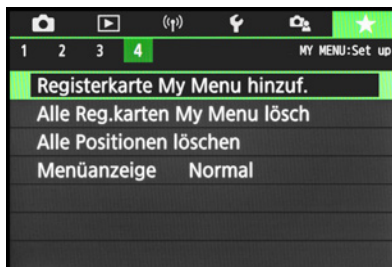 1 2 3 4 MY MENU:Set up
Registerkarte My Menu hinzuf.
Alle Reg.karten My Menu lösch
Alle Positionen löschen
Menüanzeige Normal